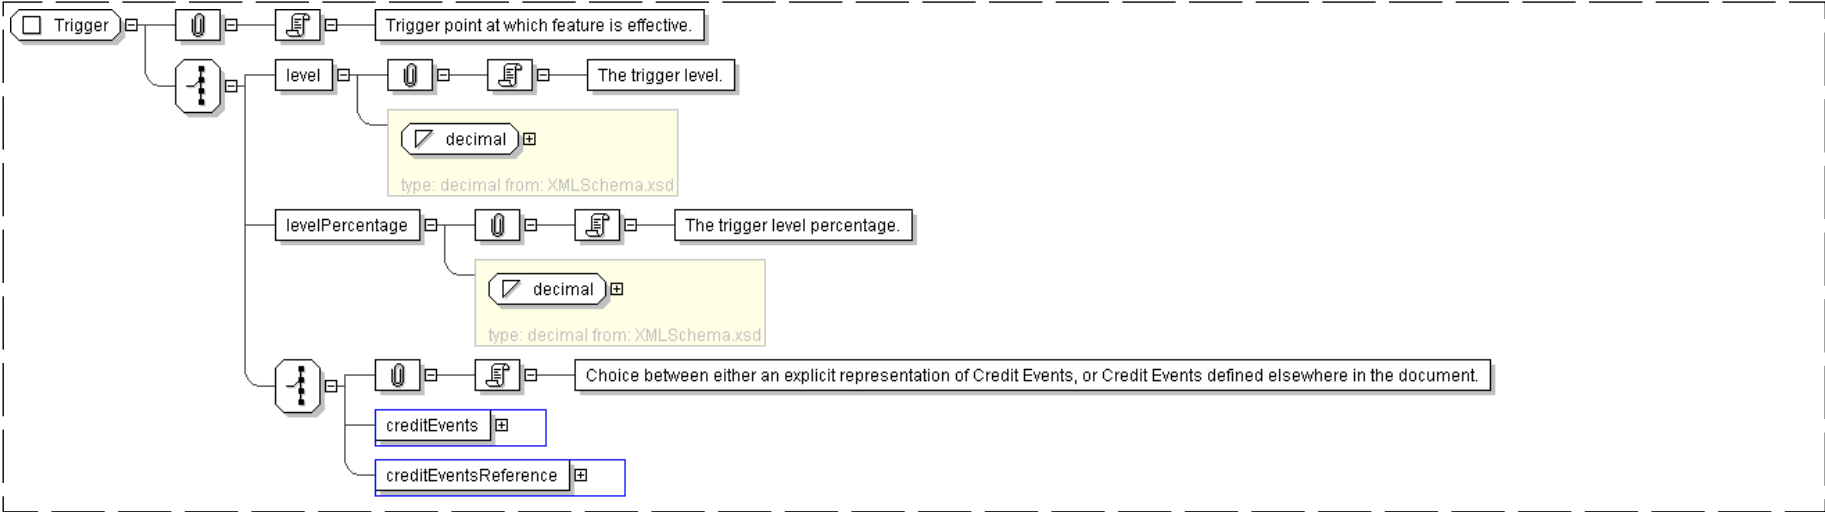 Trigger
Trigger point at which feature is effective.
level
The trigger level.
decimal
type: decimal from: XMLSchema.xsd
levelPercentage
The trigger level percentage.
decimal
type: decimal from: XMLSchema.xsd
Choice between either an explicit representation of Credit Events, or Credit Events defined elsewhere in the document.
creditEvents
creditEventsReference